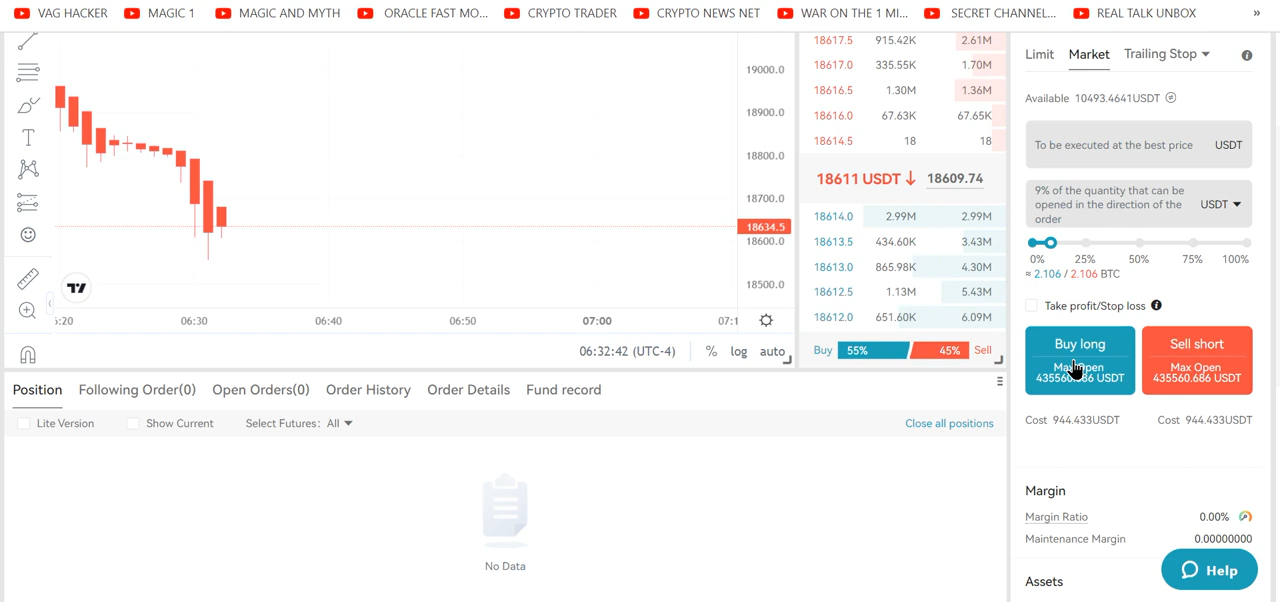 VAG HACKER
MAGIC 1
MAGIC AND MYTH
ORACLE FAST MO...
CRYPTO TRADER
CRYPTO NEWS NET
WAR ON THE 1 MI...
SECRET CHANNEL...
REAL TALK UNBOX
»
19000.0
18900.0
18800.0
18700.0
18634.5
18600.0
18500.0
06:30
06:40
06:50
07:00
07:1
06:32:42 (UTC-4)
% log auto
18617.5 915.42K 2.61M
18617.0 335.55K 1.70M
18616.5 1.30M 1.36M
18616.0 67.63K 67.65K
18614.5 18 18
18611 USDT ↓ 18609.74
18614.0 2.99M 2.99M
18613.5 434.60K 3.43M
18613.0 865.98K 4.30M
18612.5 1.13M 5.43M
18612.0 651.60K 6.09M
Buy 55% 45% Sell
Limit Market Trailing Stop
Available 10493.4641USDT
To be executed at the best price USDT
9% of the quantity that can be
opened in the direction of the
order
USDT
0% 25% 50% 75% 100%
≈ 2.106 / 2.106 BTC
Take profit/Stop loss
Buy long
Open
USDT
Sell short
Max Open
435560.686 USDT
Cost 944.433USDT
Cost 944.433USDT
Margin
Margin Ratio 0.00%
Maintenance Margin 0.00000000
Assets
Help
Position Following Order(0) Open Orders(0) Order History Order Details Fund record
Lite Version Show Current Select Futures: All Close all positions
No Data